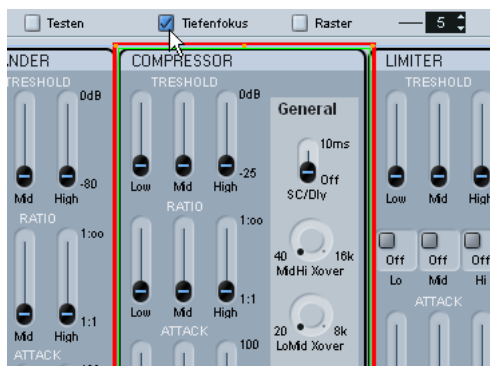 Testen Tiefenfokus Raster 5
NDER COMPRESSOR LIMITER
TRESHOLD TRESHOLD TRESHOLD
0dB 0dB General
10ms
-80 -25 Off
Mid High Low Mid High SC/Dly Low Mid High
RATIO RATIO
1:oo 1:oo
40 16k Off Off Off
MidHi Xover Lo Mid Hi
1:1 1:1 ATTACK
Mid High Low Mid High 20 8k
ATTACK ATTACK 100 LoMid Xover